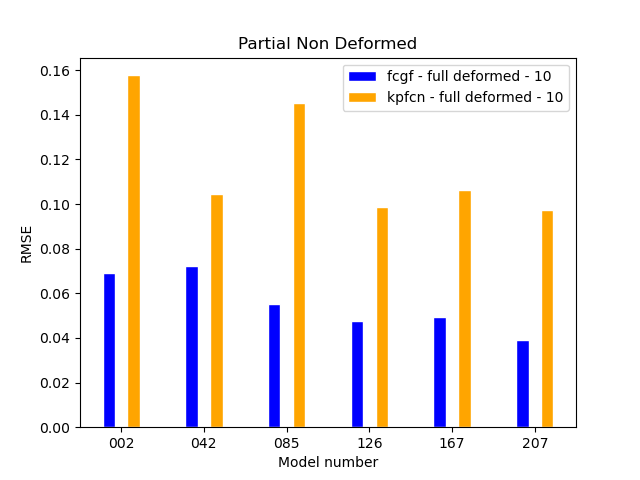 Partial Non Deformed
fcgf - full deformed - 10
kpfcn - full deformed - 10
0.16
0.14
0.12
0.10
0.08
0.06
0.04
0.02
0.00
RMSE
002 042 085 126 167 207
Model number